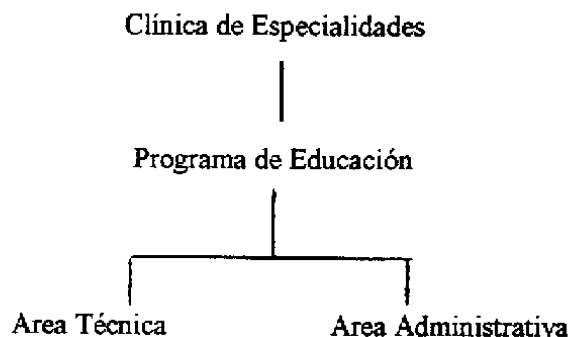 Clínica de Especialidades
Programa de Educación
Area Técnica Area Administrativa